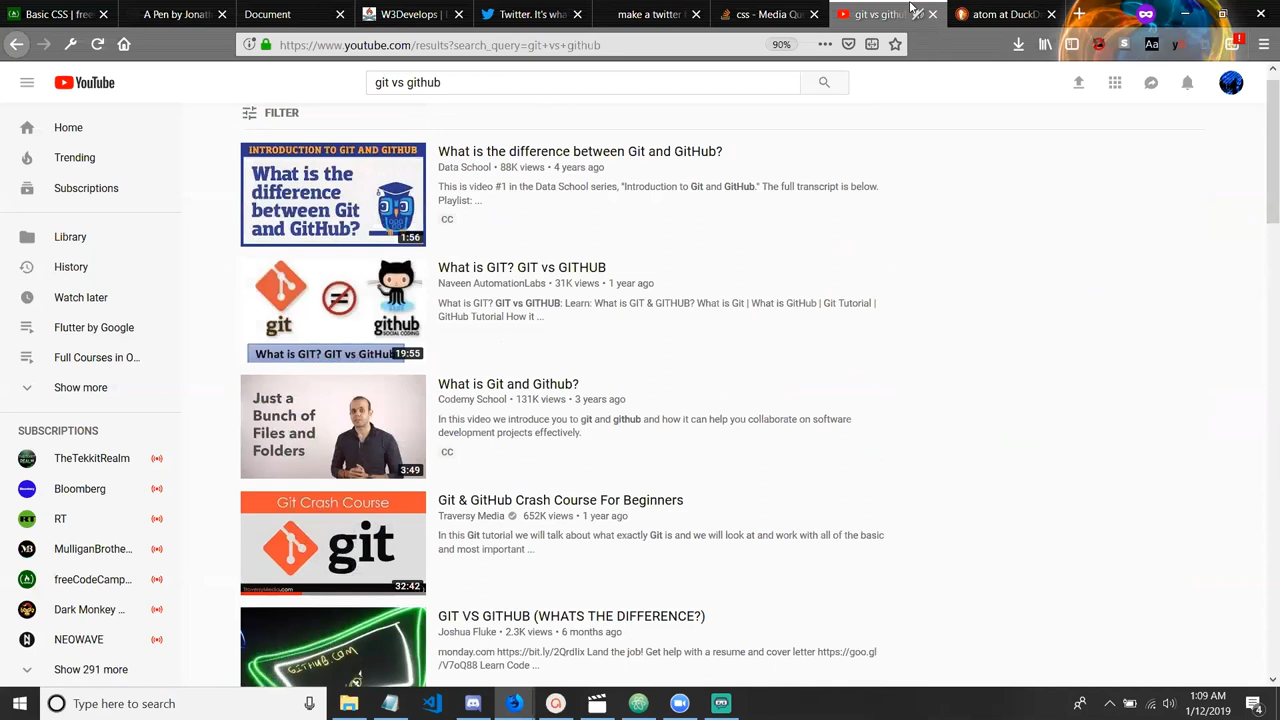 Basic CSS | free
A Pen by Jonath
Document
W3Develops |
Twitter. It's wha
make a twitter
css - Media Qu
git vs githu
atom at DuckD
https://www.youtube.com/results?search_query=git+vs+github
90%
YouTube
git vs github
FILTER
Home
Trending
Subscriptions
Library
History
Watch later
Flutter by Google
Full Courses in O...
Show more
SUBSCRIPTIONS
TheTekkitRealm
Bloomberg
RT
MulliganBrothe...
freeCodeCamp...
Dark Monkey ...
NEOWAVE
Show 291 more
INTRODUCTION TO GIT AND GITHUB
What is the
difference
between Git
and GitHub?
1:56
What is the difference between Git and GitHub?
Data School • 88K views • 4 years ago
This is video #1 in the Data School series, "Introduction to Git and GitHub." The full transcript is below.
Playlist: ...
CC
git
github
SOCIAL CODING
What is GIT? GIT vs GitHub
19:55
What is GIT? GIT vs GITHUB
Naveen AutomationLabs • 31K views • 1 year ago
What is GIT? GIT vs GITHUB: Learn: What is GIT & GITHUB? What is Git | What is GitHub | Git Tutorial |
GitHub Tutorial How it ...
Just a
Bunch of
Files and
Folders
3:49
What is Git and Github?
Codemy School • 131K views • 3 years ago
In this video we introduce you to git and github and how it can help you collaborate on software
development projects effectively.
CC
Git Crash Course
git
TraversyMedia.com
32:42
Git & GitHub Crash Course For Beginners
Traversy Media 652K views • 1 year ago
In this Git tutorial we will talk about what exactly Git is and we will look at and work with all of the basic
and most important ...
GITHUB.COM
GIT VS GITHUB (WHATS THE DIFFERENCE?)
Joshua Fluke • 2.3K views • 6 months ago
monday.com https://bit.ly/2QrdIix Land the job! Get help with a resume and cover letter https://goo.gl
/V7oQ88 Learn Code ...
Type here to search
1:09 AM
1/12/2019
4